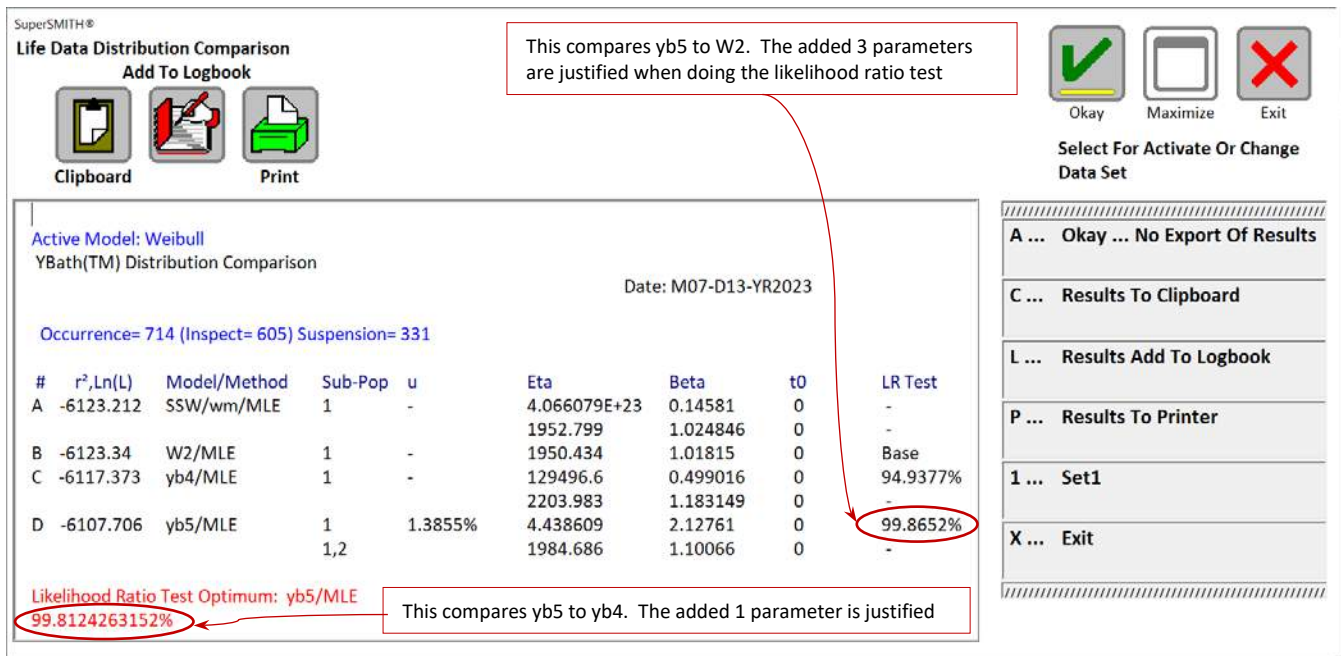 SuperSMITH®
Life Data Distribution Comparison
Add To Logbook
Clipboard
Print
This compares yb5 to W2. The added 3 parameters
are justified when doing the likelihood ratio test
Okay Maximize Exit
Select For Activate Or Change
Data Set
Active Model: Weibull
YBath(TM) Distribution Comparison
Date: M07-D13-YR2023
Occurrence= 714 (Inspect= 605) Suspension= 331
# r²,Ln(L) Model/Method Sub-Pop u Eta Beta t0 LR Test
A -6123.212 SSW/wm/MLE 1 - 4.066079E+23 0.14581 0 -
1952.799 1.024846 0 -
B -6123.34 W2/MLE 1 - 1950.434 1.01815 0 Base
C -6117.373 yb4/MLE 1 - 129496.6 0.499016 0 94.9377%
2203.983 1.183149 0 -
D -6107.706 yb5/MLE 1 1.3855% 4.438609 2.12761 0 99.8652%
1,2 1984.686 1.10066 0 -
Likelihood Ratio Test Optimum: yb5/MLE
99.8124263152%
This compares yb5 to yb4. The added 1 parameter is justified
A ... Okay ... No Export Of Results
C ... Results To Clipboard
L ... Results Add To Logbook
P ... Results To Printer
1 ... Set1
X ... Exit